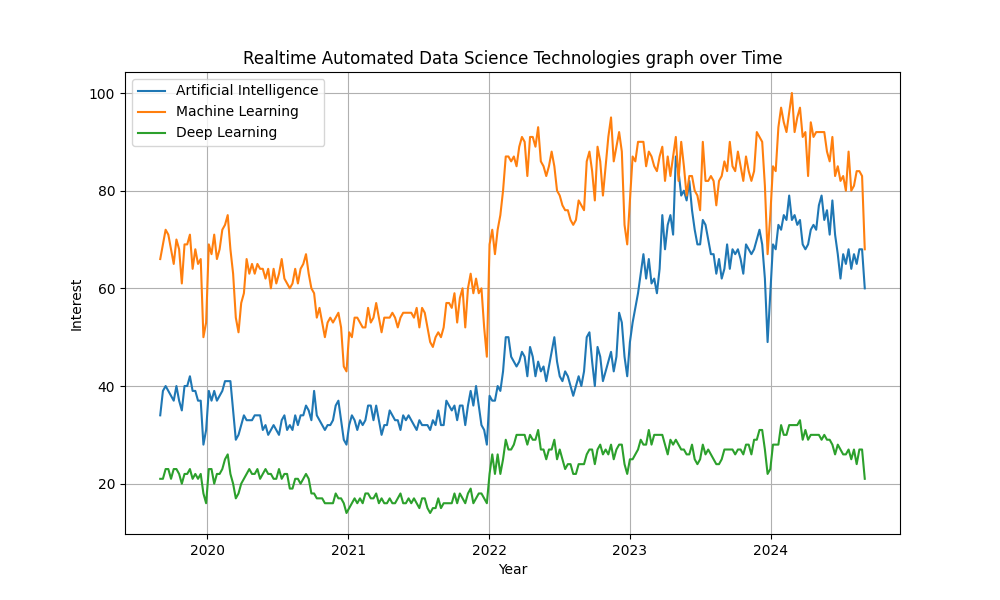 Realtime Automated Data Science Technologies graph over Time
Artificial Intelligence
Machine Learning
Deep Learning
100
80
60
40
20
Interest
2020 2021 2022 2023 2024
Year